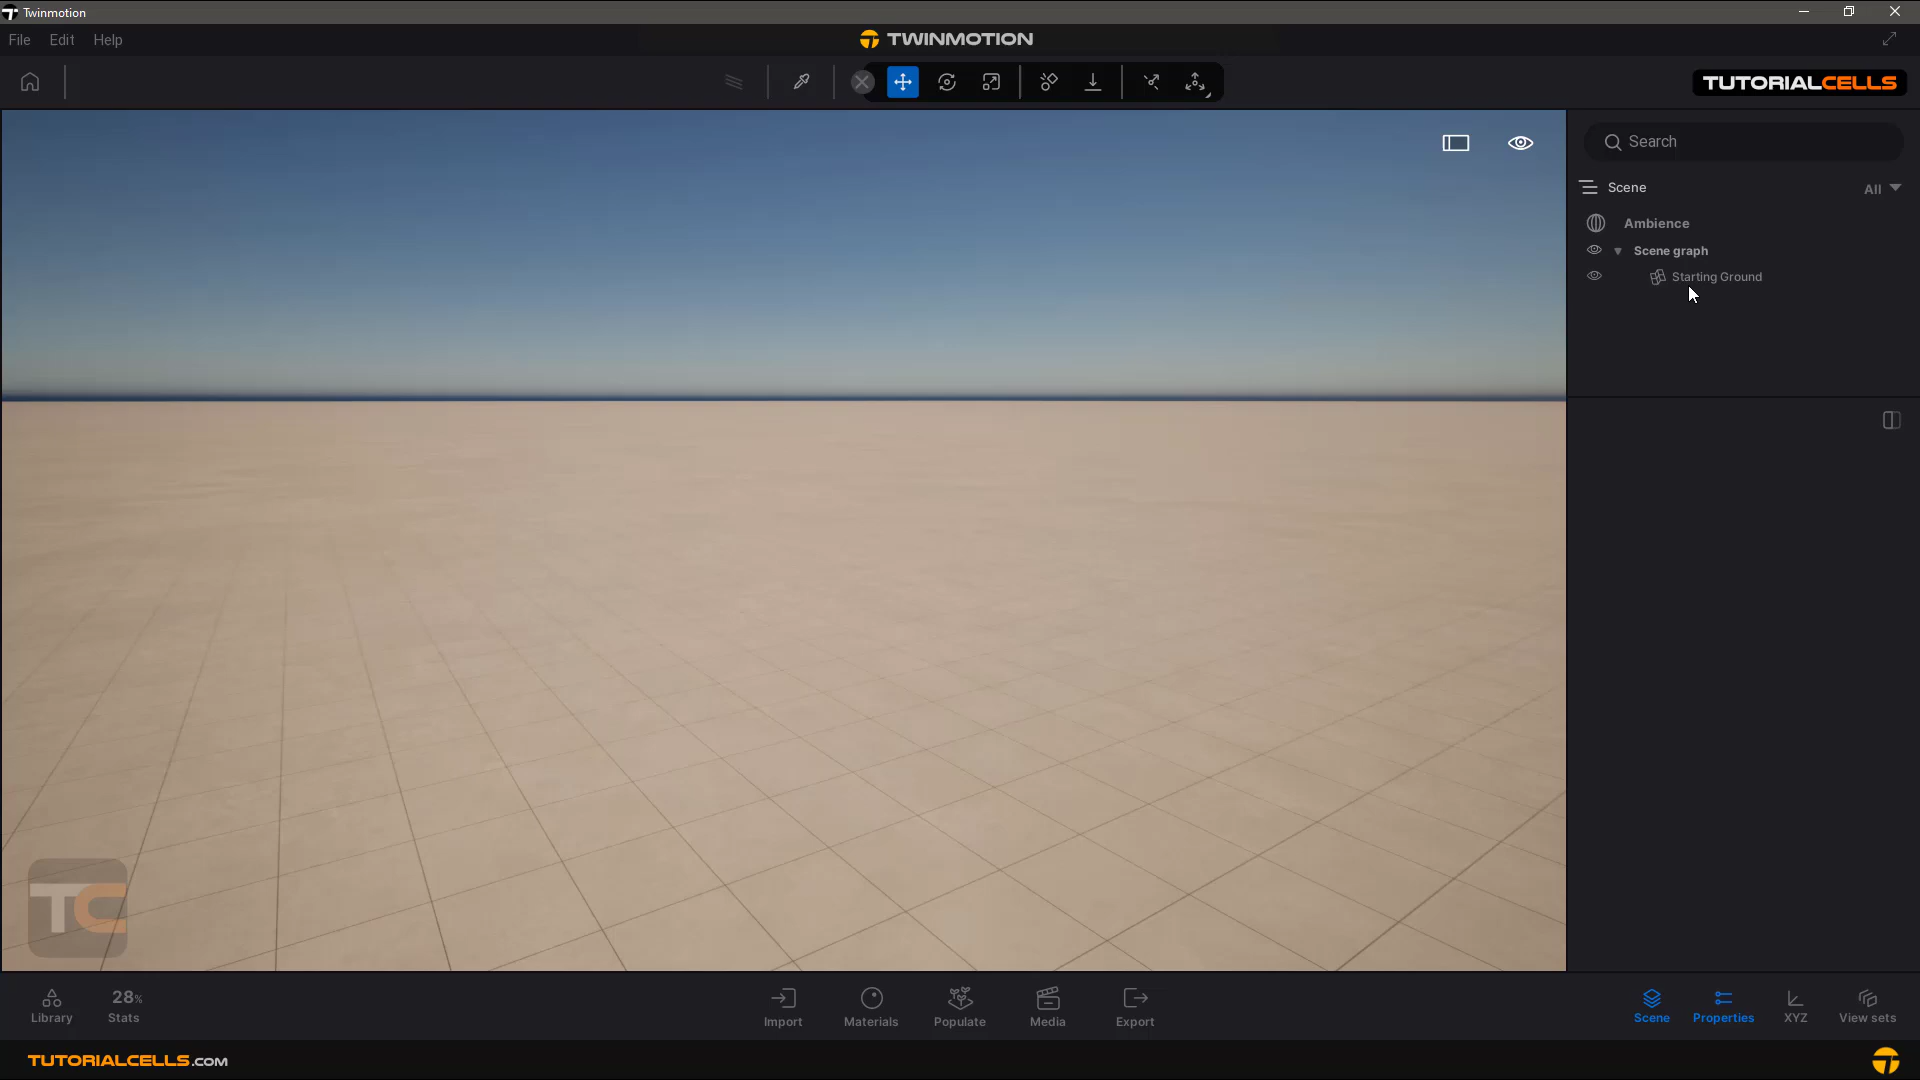 Twinmotion
File Edit Help
TWINMOTION
TUTORIALCELLS
Search
Scene All
Ambience
Scene graph
Starting Ground
TC
Library
28%
Stats
Import
Materials
Populate
Media
Export
Scene
Properties
XYZ
View sets
TUTORIALCELLS.COM